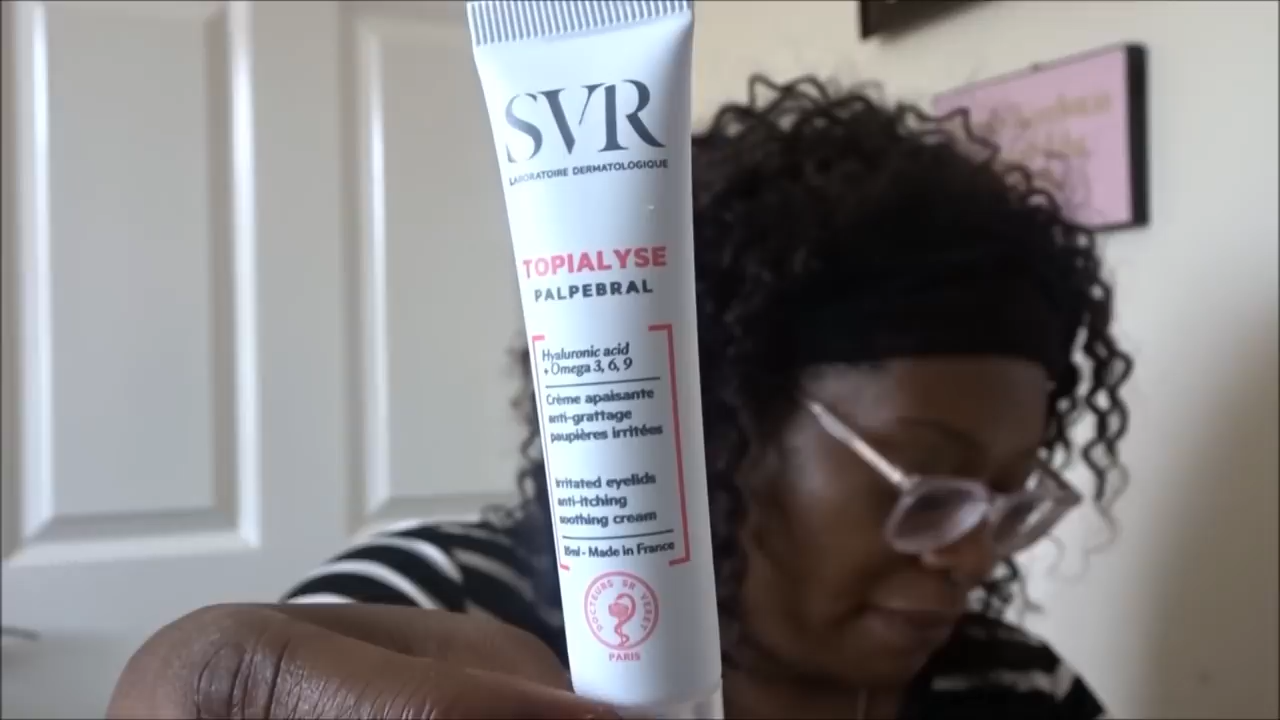 SVR
LABORATOIRE DERMATOLOGIQUE
TOPIALYSE
PALPEBRAL
Hyaluronic acid
+ Omega 3, 6, 9
Crème apaisante
anti-grattage
paupières irritées
Irritated eyelids
anti-itching
soothing cream
15ml - Made in France
DOCTEURS SR VERET
PARIS